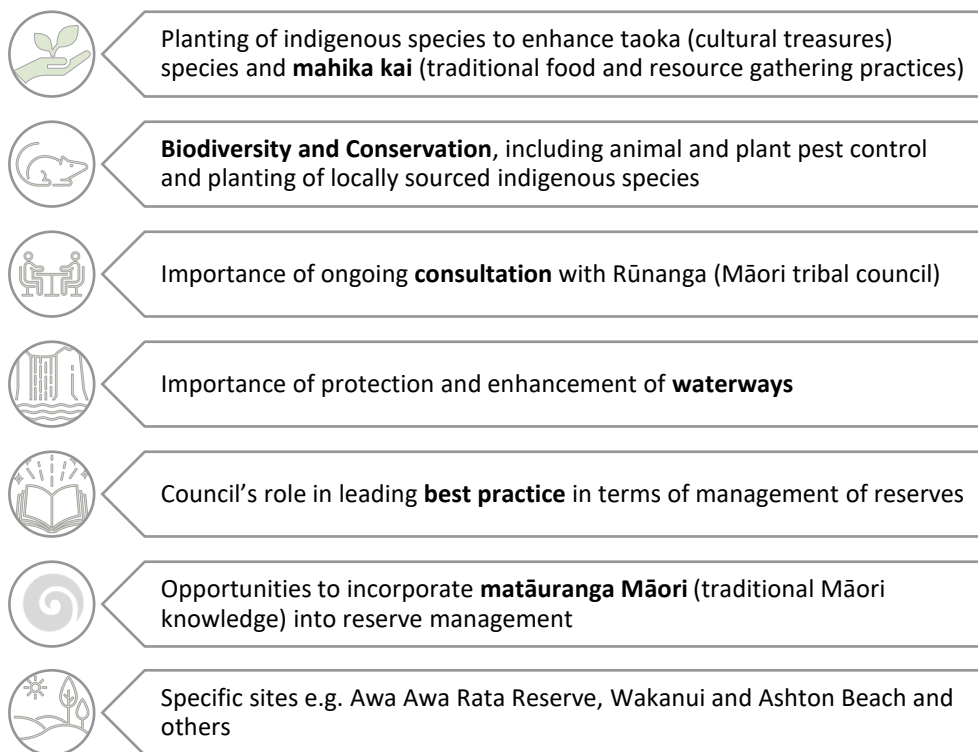 Planting of indigenous species to enhance taoka (cultural treasures)
species and mahika kai (traditional food and resource gathering practices)
Biodiversity and Conservation, including animal and plant pest control
and planting of locally sourced indigenous species
Importance of ongoing consultation with Rūnanga (Māori tribal council)
Importance of protection and enhancement of waterways
Council’s role in leading best practice in terms of management of reserves
Opportunities to incorporate matāuranga Māori (traditional Māori
knowledge) into reserve management
Specific sites e.g. Awa Awa Rata Reserve, Wakanui and Ashton Beach and
others